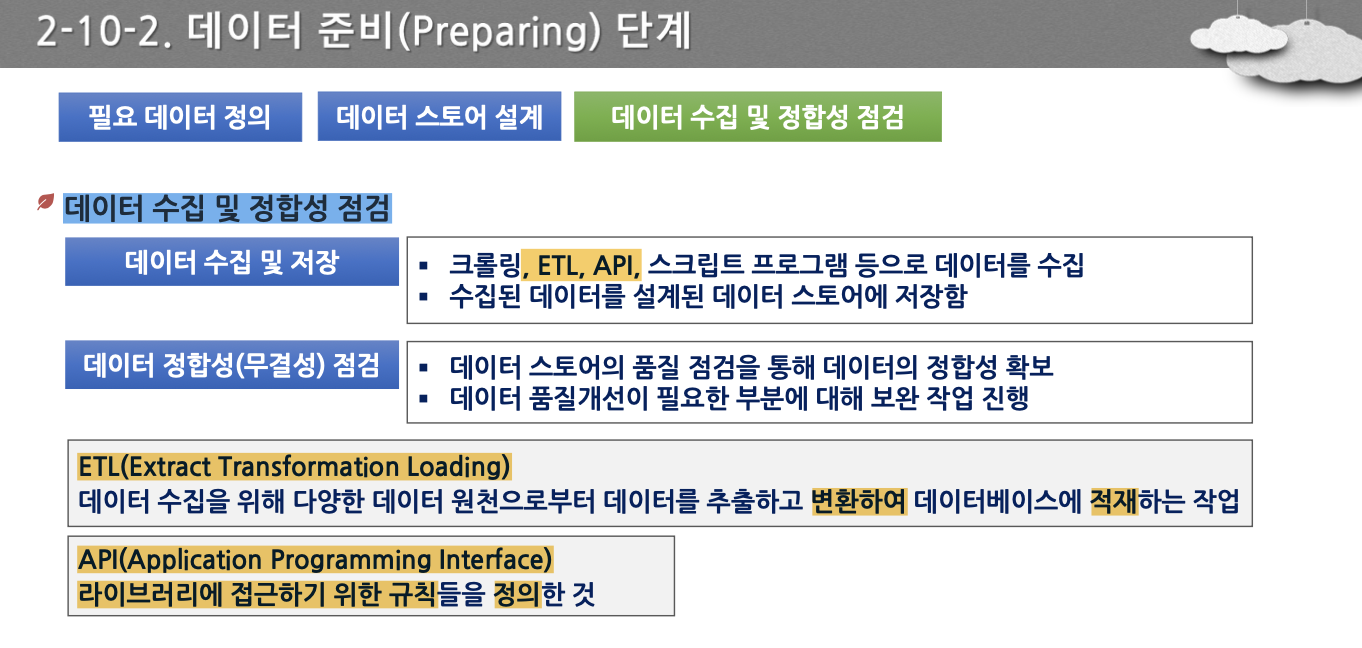 2-10-2. 데이터 준비(Preparing) 단계
필요 데이터 정의
데이터 스토어 설계
데이터 수집 및 정합성 점검
데이터 수집 및 정합성 점검
데이터 수집 및 저장
▪ 크롤링, ETL, API, 스크립트 프로그램 등으로 데이터를 수집
▪ 수집된 데이터를 설계된 데이터 스토어에 저장함
데이터 정합성(무결성) 점검
▪ 데이터 스토어의 품질 점검을 통해 데이터의 정합성 확보
▪ 데이터 품질개선이 필요한 부분에 대해 보완 작업 진행
ETL(Extract Transformation Loading)
데이터 수집을 위해 다양한 데이터 원천으로부터 데이터를 추출하고 변환하여 데이터베이스에 적재하는 작업
API(Application Programming Interface)
라이브러리에 접근하기 위한 규칙들을 정의한 것